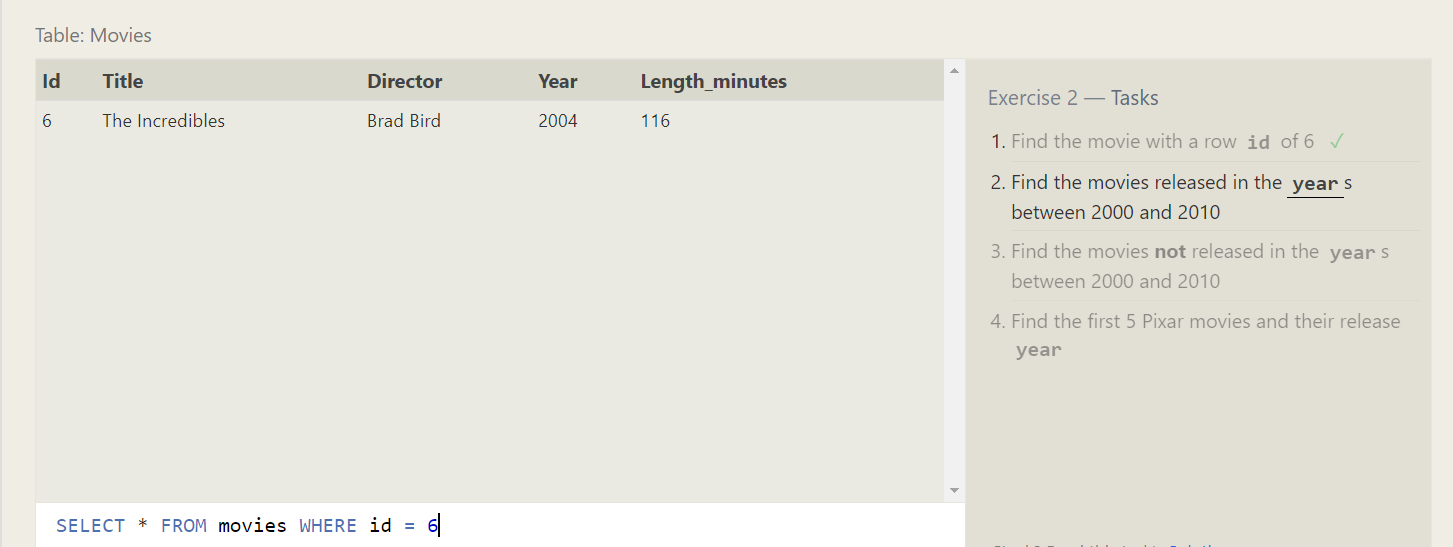 Table: Movies
Id Title Director Year Length_minutes
6 The Incredibles Brad Bird 2004 116
SELECT * FROM movies WHERE id = 6
Exercise 2 — Tasks
1. Find the movie with a row id of 6 ✓
2. Find the movies released in the year s
between 2000 and 2010
3. Find the movies not released in the year s
between 2000 and 2010
4. Find the first 5 Pixar movies and their release
year